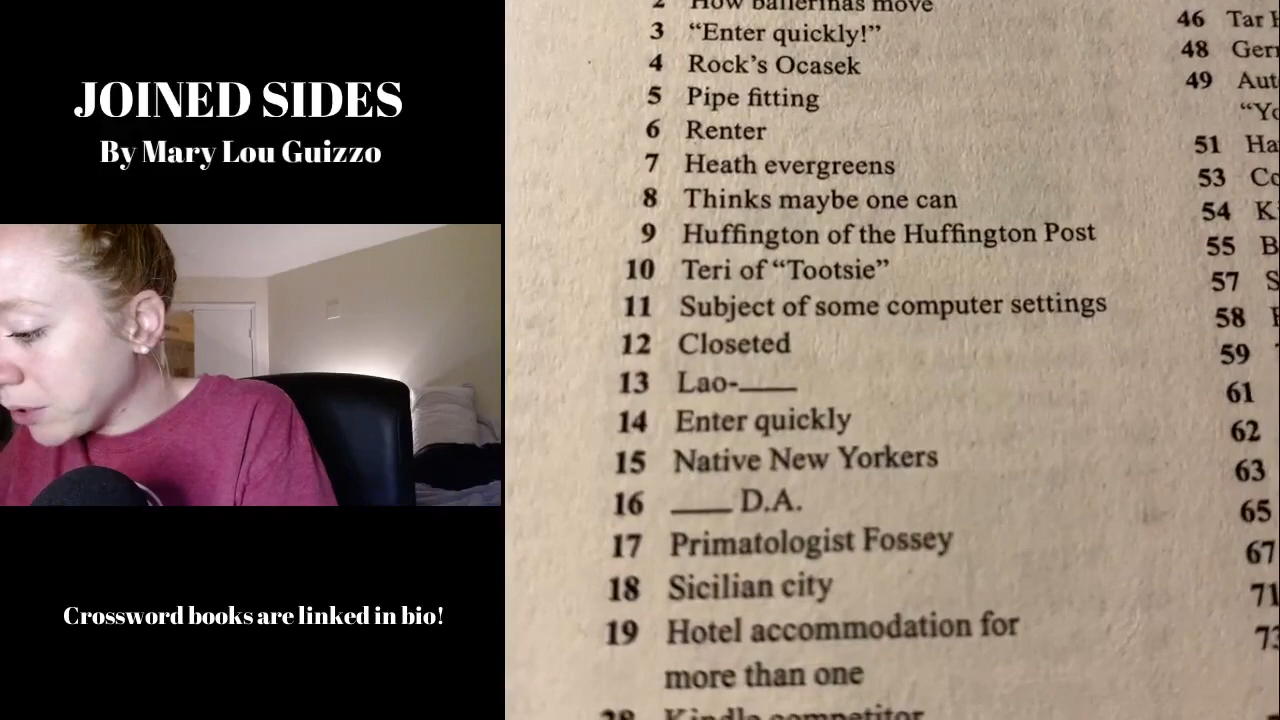 JOINED SIDES
By Mary Lou Guizzo
Crossword books are linked in bio!
2 How ballerinas move
3 “Enter quickly!”
4 Rock’s Ocasek
5 Pipe fitting
6 Renter
7 Heath evergreens
8 Thinks maybe one can
9 Huffington of the Huffington Post
10 Teri of “Tootsie”
11 Subject of some computer settings
12 Closeted
13 Lao-____
14 Enter quickly
15 Native New Yorkers
16 ____ D.A.
17 Primatologist Fossey
18 Sicilian city
19 Hotel accommodation for
more than one
28 Kindle competitor
46 Tar
48
49
51
53
54
55
57
58
59
61
62
63
65
67
71